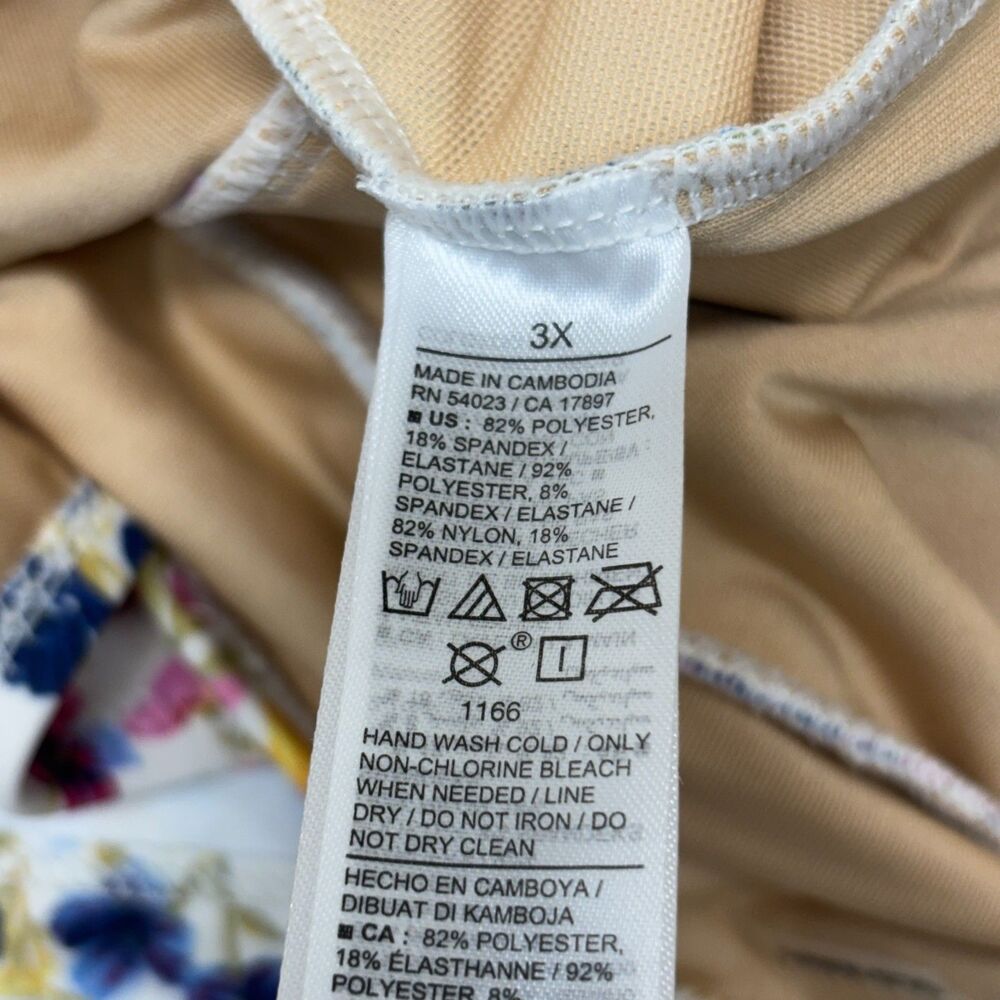 3X
MADE IN CAMBODIA
RN 54023 / CA 17897
US : 82% POLYESTER,
18% SPANDEX /
ELASTANE / 92%
POLYESTER, 8%
SPANDEX / ELASTANE /
82% NYLON, 18%
SPANDEX / ELASTANE
®
1166
HAND WASH COLD / ONLY
NON-CHLORINE BLEACH
WHEN NEEDED / LINE
DRY / DO NOT IRON / DO
NOT DRY CLEAN
HECHO EN CAMBOYA /
DIBUAT DI KAMBOJA
CA : 82% POLYESTER,
18% ÉLASTHANNE / 92%
POLYESTER, 8%